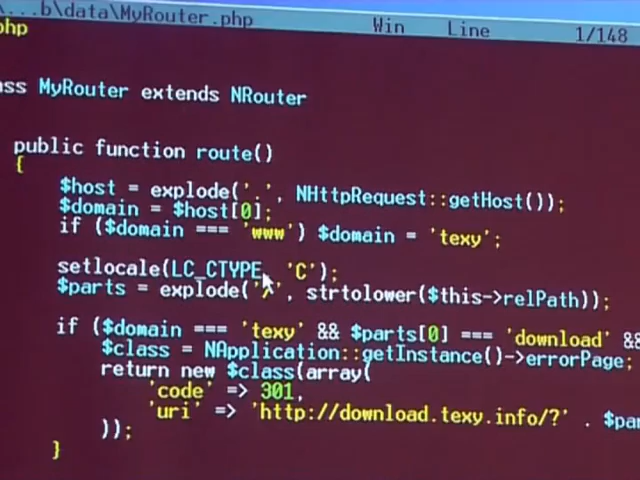 \...b\data\MyRouter.php Win Line 1/148
php
ass MyRouter extends NRouter
public function route()
{
$host = explode('.', NHttpRequest::getHost());
$domain = $host[0];
if ($domain === 'www') $domain = 'texy';
setlocale(LC_CTYPE, 'C');
$parts = explode('/', strtolower($this->relPath));
if ($domain === 'texy' && $parts[0] === 'download' &&
$class = NApplication::getInstance()->errorPage;
return new $class(array(
'code' => 301,
'uri' => 'http://download.texy.info/?' . $par
));
}